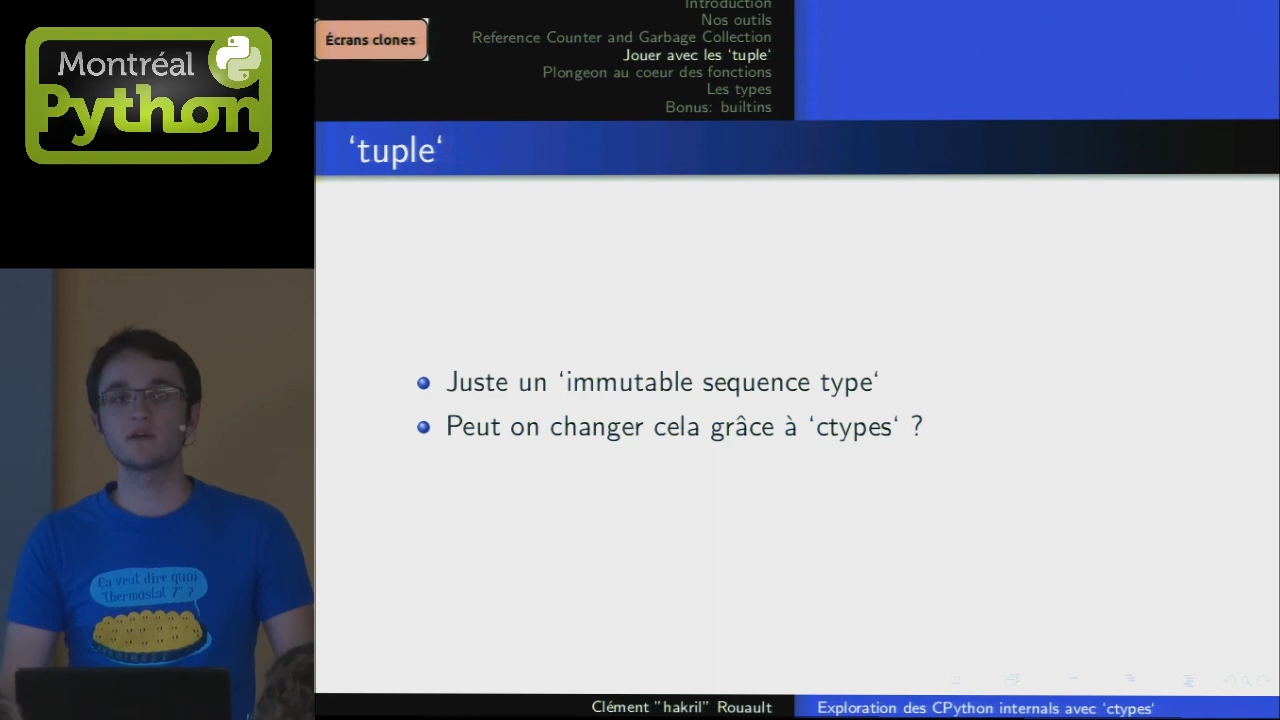 Montréal
Python
Écrans clones
Introduction
Nos outils
Reference Counter and Garbage Collection
Jouer avec les ‘tuple‘
Plongeon au coeur des fonctions
Les types
Bonus: builtins
‘tuple‘
Juste un ‘immutable sequence type‘
Peut on changer cela grâce à ‘ctypes‘ ?
Ça veut dire quoi
"thermostat 7" ?
Clément "hakril" Rouault
Exploration des CPython internals avec ‘ctypes‘